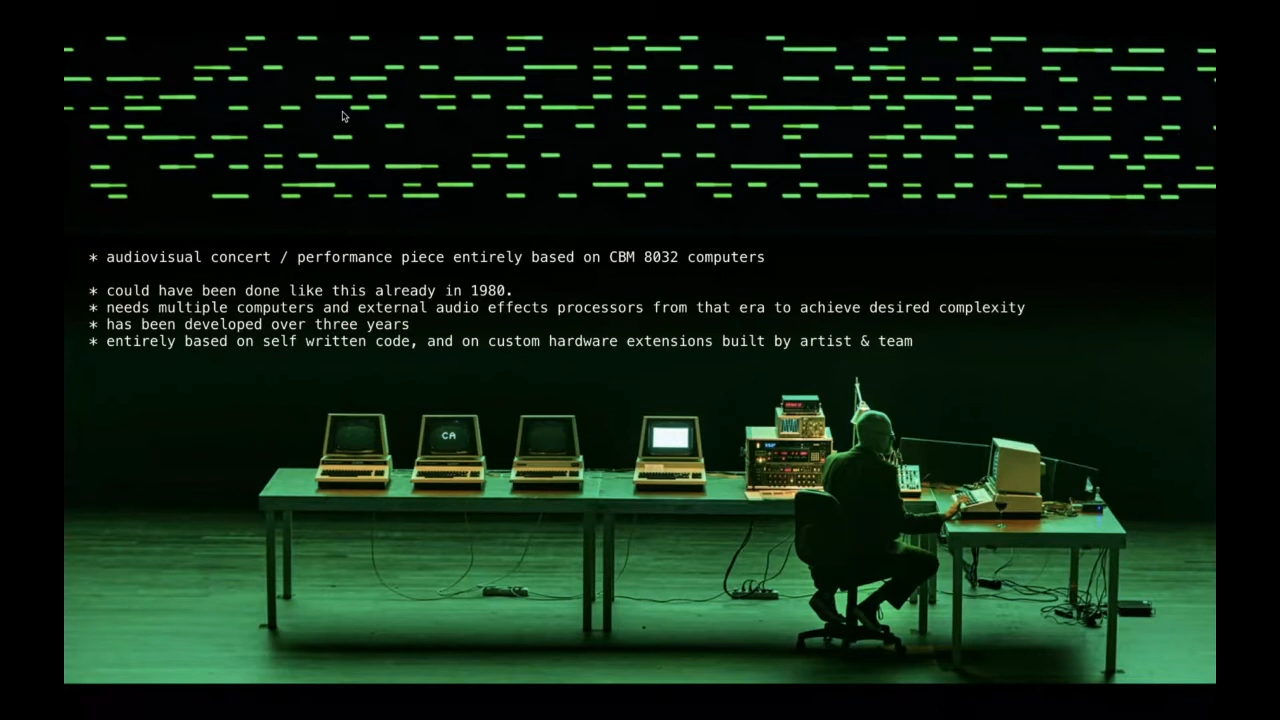 * audiovisual concert / performance piece entirely based on CBM 8032 computers
* could have been done like this already in 1980.
* needs multiple computers and external audio effects processors from that era to achieve desired complexity
* has been developed over three years
* entirely based on self written code, and on custom hardware extensions built by artist & team
CA